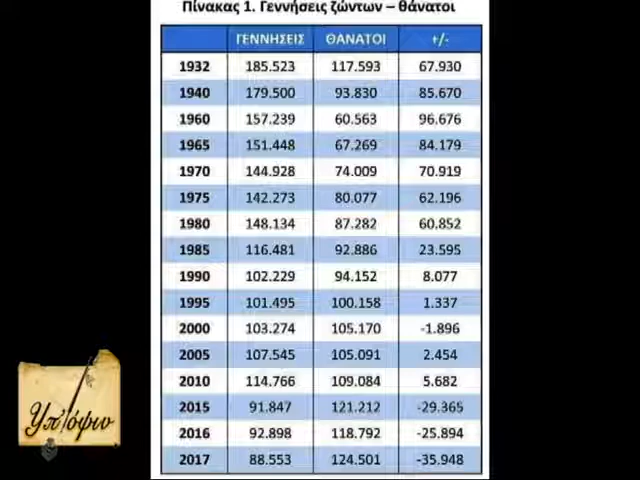 Πίνακας 1. Γεννήσεις ζώντων – θάνατοι
ΓΕΝΝΗΣΕΙΣ ΘΑΝΑΤΟΙ +/-
1932 185.523 117.593 67.930
1940 179.500 93.830 85.670
1960 157.239 60.563 96.676
1965 151.448 67.269 84.179
1970 144.928 74.009 70.919
1975 142.273 80.077 62.196
1980 148.134 87.282 60.852
1985 116.481 92.886 23.595
1990 102.229 94.152 8.077
1995 101.495 100.158 1.337
2000 103.274 105.170 -1.896
2005 107.545 105.091 2.454
2010 114.766 109.084 5.682
2015 91.847 121.212 -29.365
2016 92.898 118.792 -25.894
2017 88.553 124.501 -35.948
Υπ'όψιν